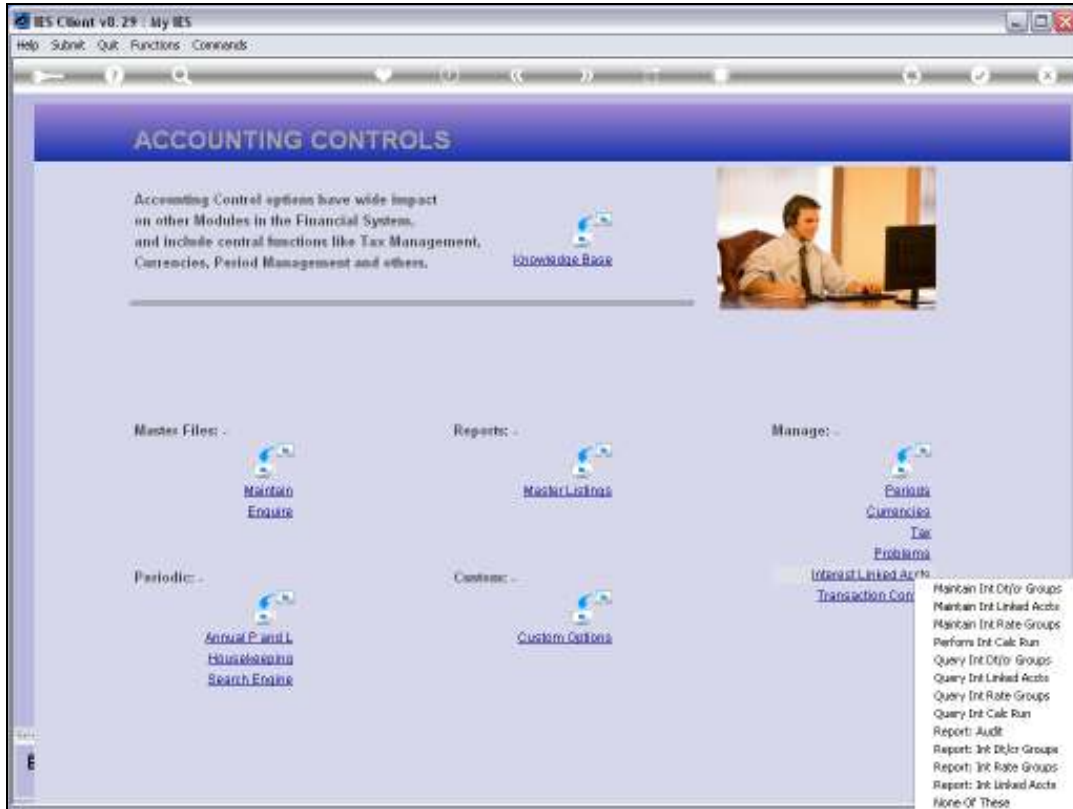 IES Client v8.29 : My IES
Help Submit Quit Functions Commands
ACCOUNTING CONTROLS
Accounting Control options have wide impact
on other Modules in the Financial System,
and include central functions like Tax Management,
Currencies, Period Management and others.
Knowledge Base
Master Files: -
Maintain
Enquire
Reports: -
Master Listings
Manage: -
Periods
Currencies
Tax
Problems
Interest Linked Accts
Transaction
Periodic: -
Annual P and L
Housekeeping
Search Engine
Custom: -
Custom Options
Maintain Int Dt/cr Groups
Maintain Int Linked Accts
Maintain Int Rate Groups
Perform Int Calc Run
Query Int Dt/cr Groups
Query Int Linked Accts
Query Int Rate Groups
Query Int Calc Run
Report: Audit
Report: Int Dt/cr Groups
Report: Int Rate Groups
Report: Int Linked Accts
None Of These